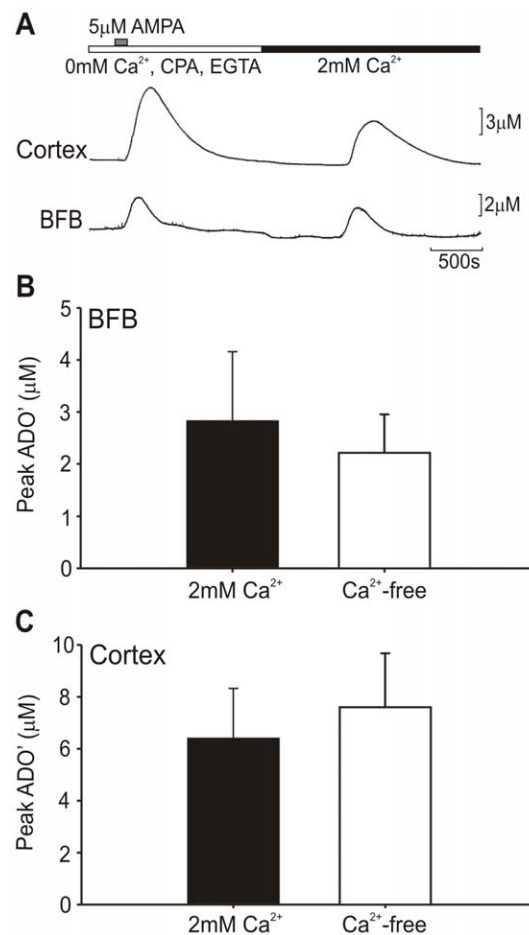 A
5μM AMPA
0mM Ca²⁺, CPA, EGTA 2mM Ca²⁺
3μM
Cortex
2μM
BFB
500s
B
BFB
Peak ADO' (μM)
5
4
3
2
1
0
2mM Ca²⁺ Ca²⁺-free
C
Cortex
Peak ADO' (μM)
10
8
6
4
2
0
2mM Ca²⁺ Ca²⁺-free